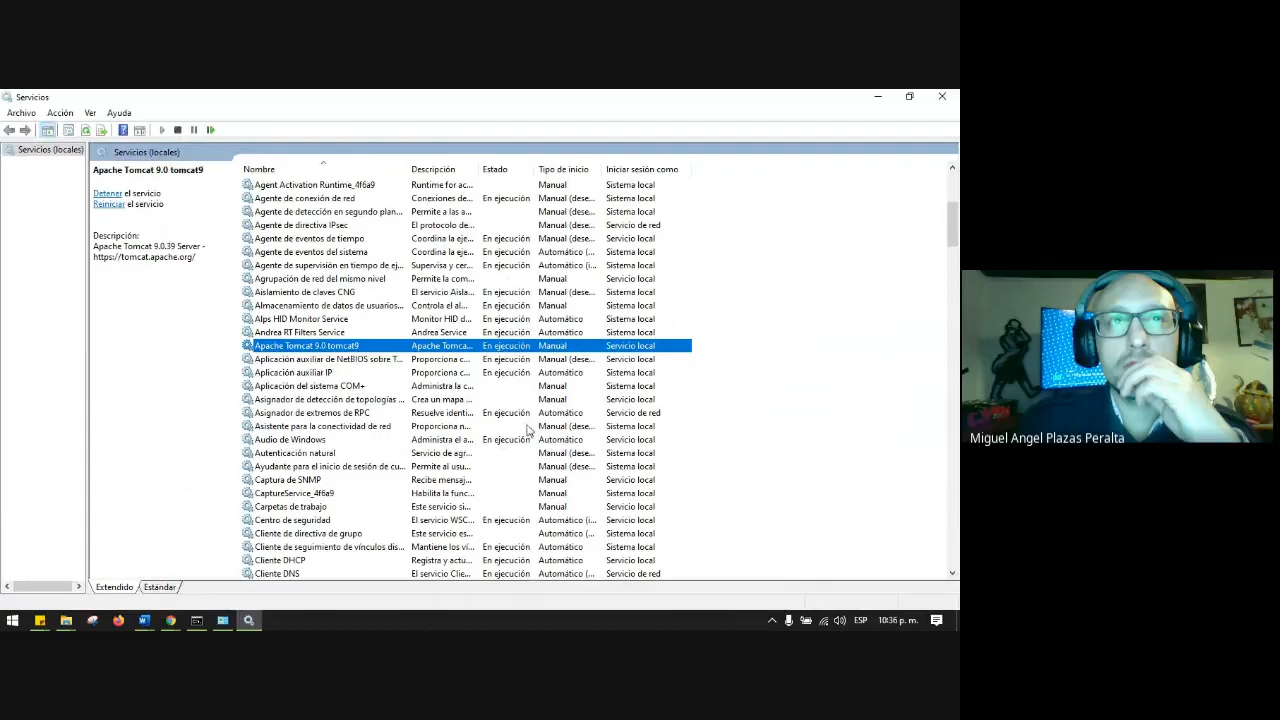 Servicios
Archivo Acción Ver Ayuda
Servicios (locales)
Servicios (locales)
Apache Tomcat 9.0 tomcat9
Detener el servicio
Reiniciar el servicio
Descripción:
Apache Tomcat 9.0.39 Server -
https://tomcat.apache.org/
Nombre Descripción Estado Tipo de inicio Iniciar sesión como
Agent Activation Runtime_4f6a9 Runtime for ac... Manual Sistema local
Agente de conexión de red Conexiones de... En ejecución Manual (dese... Sistema local
Agente de detección en segundo plan... Permite a las a... Manual (dese... Sistema local
Agente de directiva IPsec El protocolo de... Manual (dese... Servicio de red
Agente de eventos de tiempo Coordina la eje... En ejecución Manual (dese... Servicio local
Agente de eventos del sistema Coordina la eje... En ejecución Automático (... Sistema local
Agente de supervisión en tiempo de ej... Supervisa y cer... En ejecución Automático (i... Sistema local
Agrupación de red del mismo nivel Permite la com... Manual Servicio local
Aislamiento de claves CNG El servicio Aisla... En ejecución Manual (dese... Sistema local
Almacenamiento de datos de usuarios... Controla el al... En ejecución Manual Sistema local
Alps HID Monitor Service Monitor HID d... En ejecución Automático Sistema local
Andrea RT Filters Service Andrea Service En ejecución Automático Sistema local
Apache Tomcat 9.0 tomcat9 Apache Tomca... En ejecución Manual Servicio local
Aplicación auxiliar de NetBIOS sobre T... Proporciona c... En ejecución Manual (dese... Servicio local
Aplicación auxiliar IP Proporciona c... En ejecución Automático Sistema local
Aplicación del sistema COM+ Administra la c... Manual Sistema local
Asignador de detección de topologías ... Crea un mapa ... Manual Servicio local
Asignador de extremos de RPC Resuelve identi... En ejecución Automático Servicio de red
Asistente para la conectividad de red Proporciona n... Manual (dese... Sistema local
Audio de Windows Administra el a... En ejecución Automático Servicio local
Autenticación natural Servicio de agr... Manual (dese... Sistema local
Ayudante para el inicio de sesión de cu... Permite al usu... Manual (dese... Sistema local
Captura de SNMP Recibe mensaj... Manual Servicio local
CaptureService_4f6a9 Habilita la func... Manual Sistema local
Carpetas de trabajo Este servicio si... Manual Servicio local
Centro de seguridad El servicio WSC... En ejecución Automático (i... Servicio local
Cliente de directiva de grupo Este servicio es... Automático (... Sistema local
Cliente de seguimiento de vínculos dis... Mantiene los ví... En ejecución Automático Sistema local
Cliente DHCP Registra y actu... En ejecución Automático Servicio local
Cliente DNS El servicio Clie... En ejecución Automático (... Servicio de red
Extendido Estándar
ESP 10:36 p. m.
Miguel Angel Plazas Peralta